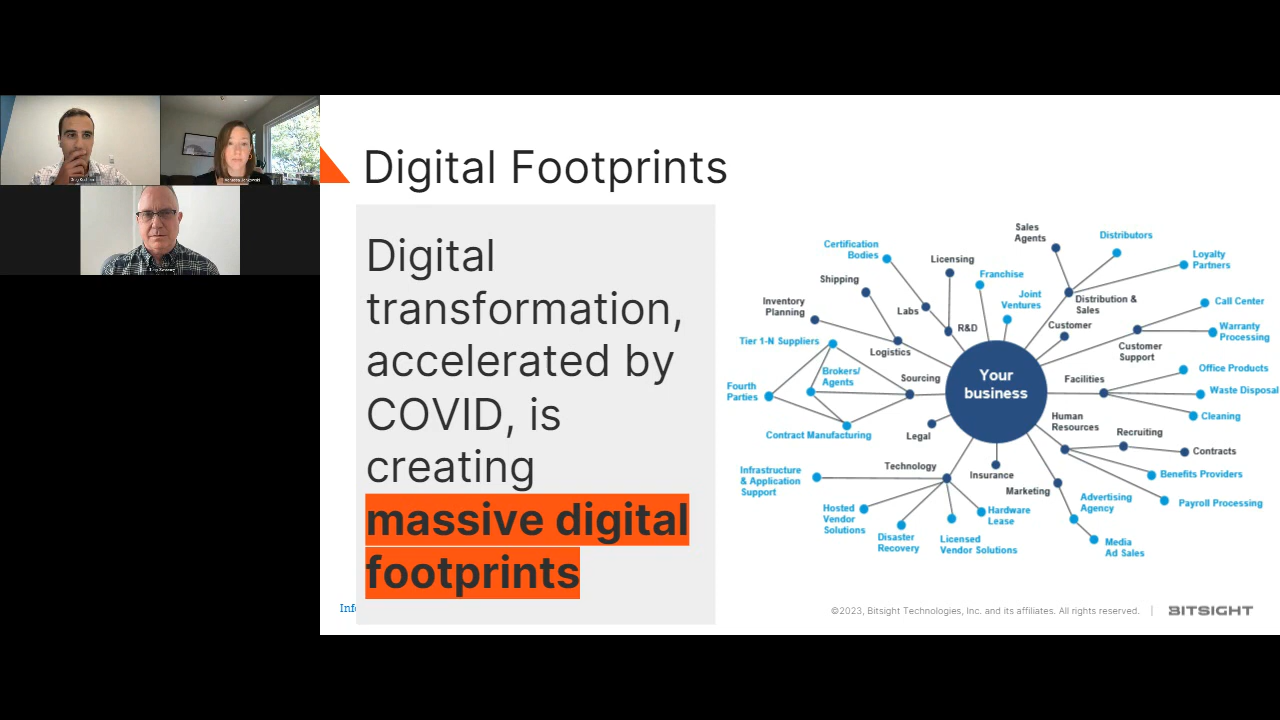 Digital Footprints
Digital
transformation,
accelerated by
COVID, is
creating
massive digital
footprints
Sales
Agents
Distributors
Certification
Bodies
Licensing
Loyalty
Partners
Shipping
Franchise
Joint
Ventures
Distribution &
Sales
Call Center
Inventory
Planning
Labs
R&D
Customer
Warranty
Processing
Tier 1-N Suppliers
Logistics
Customer
Support
Brokers/
Agents
Sourcing
Your
business
Facilities
Office Products
Fourth
Parties
Waste Disposal
Contract Manufacturing
Legal
Human
Resources
Cleaning
Recruiting
Contracts
Infrastructure
& Application
Support
Technology
Insurance
Marketing
Benefits Providers
Advertising
Agency
Payroll Processing
Hosted
Vendor
Solutions
Disaster
Recovery
Licensed
Vendor Solutions
Hardware
Lease
Media
Ad Sales
©2023, Bitsight Technologies, Inc. and its affiliates. All rights reserved. |
BITSIGHT